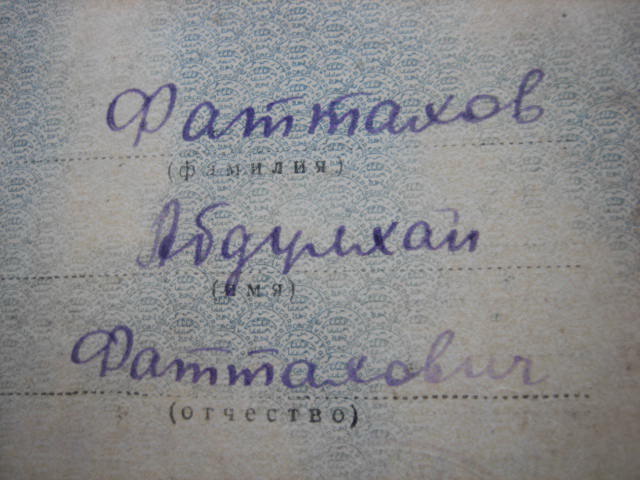 Фаттахов
(фамилия)
Абдулхай
(имя)
Фаттахович
(отчество)